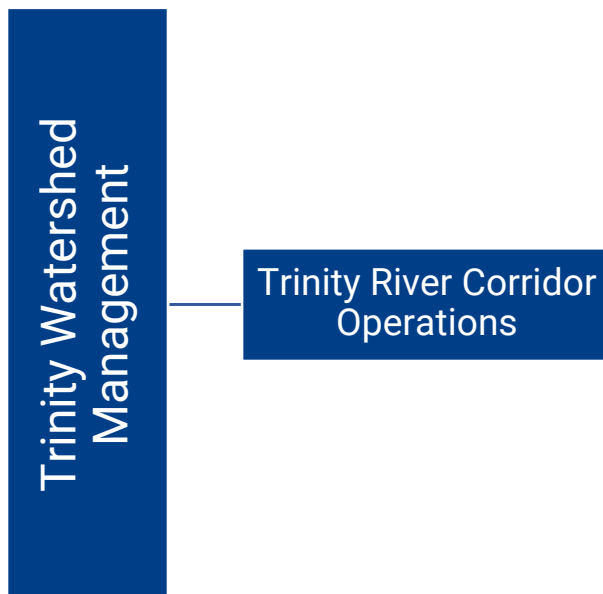 Trinity Watershed
Management
Trinity River Corridor
Operations